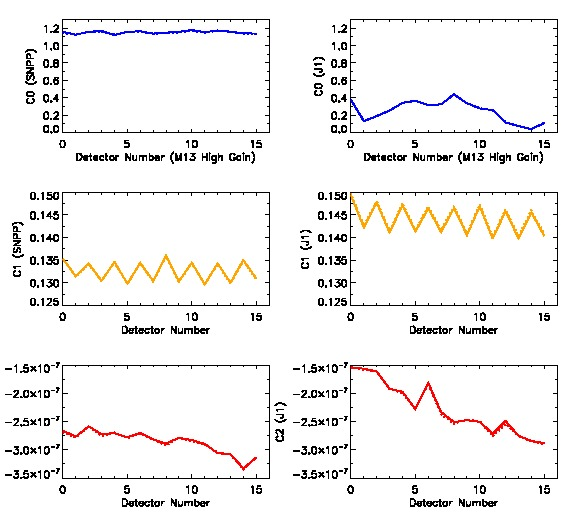 1.2 1.2
1.0 1.0
0.8 0.8
0.6 0.6
0.4 0.4
0.2 0.2
0.0 0.0
C0 (SNPP) C0 (J1)
0 5 10 15 0 5 10 15
Detector Number (M13 High Gain) Detector Number (M13 High Gain)
0.150 0.150
0.145 0.145
0.140 0.140
0.135 0.135
0.130 0.130
0.125 0.125
C1 (SNPP) C1 (J1)
0 5 10 15 0 5 10 15
Detector Number Detector Number
−1.5×10⁻⁷ −1.5×10⁻⁷
−2.0×10⁻⁷ −2.0×10⁻⁷
−2.5×10⁻⁷ −2.5×10⁻⁷
−3.0×10⁻⁷ −3.0×10⁻⁷
−3.5×10⁻⁷ −3.5×10⁻⁷
C2 (J1)
0 5 10 15 0 5 10 15
Detector Number Detector Number